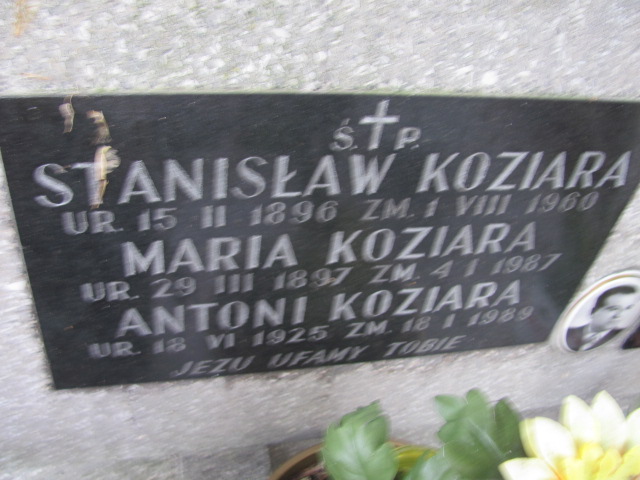 Ś. P.
STANISŁAW KOZIARA
UR. 15 II 1896 ZM. 1 VIII 1960
MARIA KOZIARA
UR. 29 III 1897 ZM. 4 I 1987
ANTONI KOZIARA
UR. 18 VI 1925 ZM. 18 I 1989
JEZU UFAMY TOBIE